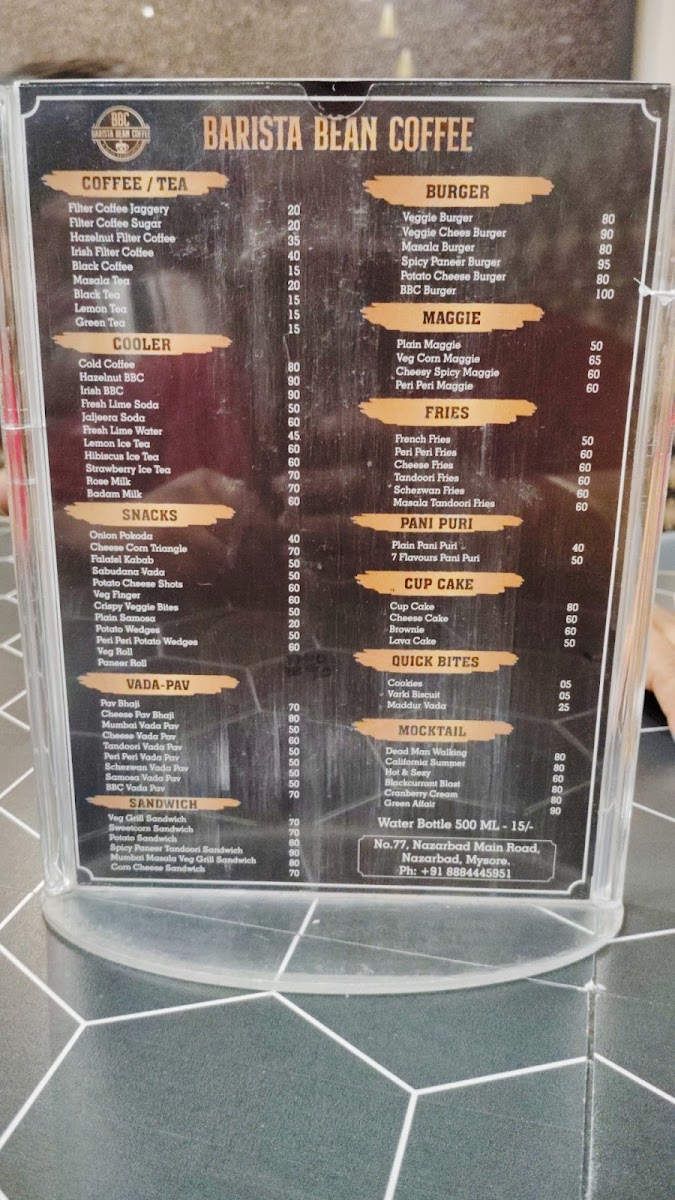 BBC
BARISTA BEAN COFFEE
BARISTA BEAN COFFEE
COFFEE / TEA
Filter Coffee Jaggery 20
Filter Coffee Sugar 20
Hazelnut Filter Coffee 35
Irish Filter Coffee 40
Black Coffee 15
Masala Tea 20
Black Tea 15
Lemon Tea 15
Green Tea 15
COOLER
Cold Coffee 80
Hazelnut BBC 90
Irish BBC 90
Fresh Lime Soda 50
Jaljeera Soda 60
Fresh Lime Water 45
Lemon Ice Tea 60
Hibiscus Ice Tea 60
Strawberry Ice Tea 70
Rose Milk 70
Badam Milk 60
SNACKS
Onion Pokoda 40
Cheese Corn Triangle 70
Falafel Kabab 50
Sabudana Vada 50
Potato Cheese Shots 60
Veg Finger 60
Crispy Veggie Bites 50
Plain Samosa 20
Potato Wedges 50
Peri Peri Potato Wedges 60
Veg Roll
Paneer Roll
VADA-PAV
Pav Bhaji 70
Cheese Pav Bhaji 80
Mumbai Vada Pav 50
Cheese Vada Pav 60
Tandoori Vada Pav 50
Peri Peri Vada Pav 50
Schezwan Vada Pav 50
Samosa Vada Pav 50
BBC Vada Pav 70
SANDWICH
Veg Grill Sandwich 70
Sweetcorn Sandwich 70
Potato Sandwich 60
Spicy Paneer Tandoori Sandwich 90
Mumbai Masala Veg Grill Sandwich 80
Corn Cheese Sandwich 70
BURGER
Veggie Burger 80
Veggie Chees Burger 90
Masala Burger 80
Spicy Paneer Burger 95
Potato Cheese Burger 80
BBC Burger 100
MAGGIE
Plain Maggie 50
Veg Corn Maggie 65
Cheesy Spicy Maggie 60
Peri Peri Maggie 60
FRIES
French Fries 50
Peri Peri Fries 60
Cheese Fries 60
Tandoori Fries 60
Schezwan Fries 60
Masala Tandoori Fries 60
PANI PURI
Plain Pani Puri 40
7 Flavours Pani Puri 50
CUP CAKE
Cup Cake 80
Cheese Cake 60
Brownie 60
Lava Cake 50
QUICK BITES
Cookies 05
Varki Biscuit 05
Maddur Vada 25
MOCKTAIL
Dead Man Walking 80
California Summer 80
Hot & Sexy 60
Blackcurrant Blast 80
Cranberry Cream 80
Green Affair 90
Water Bottle 500 ML - 15/-
No.77, Nazarbad Main Road,
Nazarbad, Mysore.
Ph: +91 8884445951